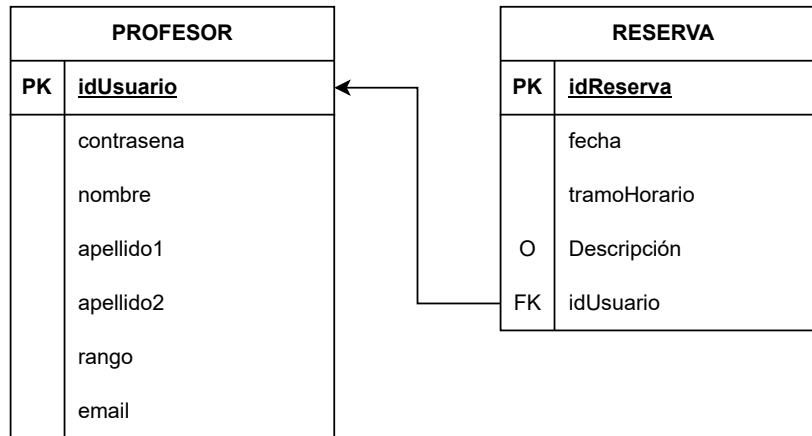 PROFESOR
PK idUsuario
contrasena
nombre
apellido1
apellido2
rango
email
RESERVA
PK idReserva
fecha
tramoHorario
O Descripción
FK idUsuario